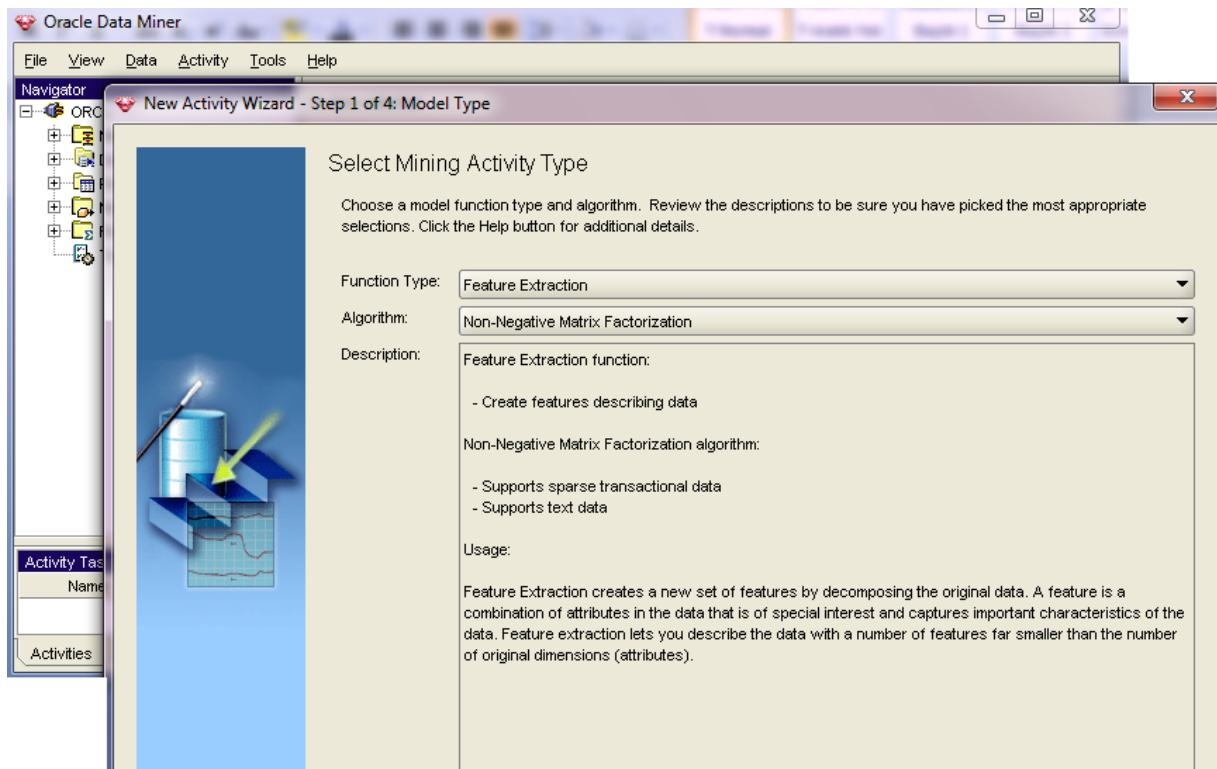 Oracle Data Miner
File View Data Activity Tools Help
Navigator
New Activity Wizard - Step 1 of 4: Model Type
ORC
Select Mining Activity Type
Choose a model function type and algorithm. Review the descriptions to be sure you have picked the most appropriate
selections. Click the Help button for additional details.
Function Type: Feature Extraction
Algorithm: Non-Negative Matrix Factorization
Description: Feature Extraction function:
- Create features describing data
Non-Negative Matrix Factorization algorithm:
- Supports sparse transactional data
- Supports text data
Usage:
Feature Extraction creates a new set of features by decomposing the original data. A feature is a
combination of attributes in the data that is of special interest and captures important characteristics of the
data. Feature extraction lets you describe the data with a number of features far smaller than the number
of original dimensions (attributes).
Activity Tas
Name
Activities